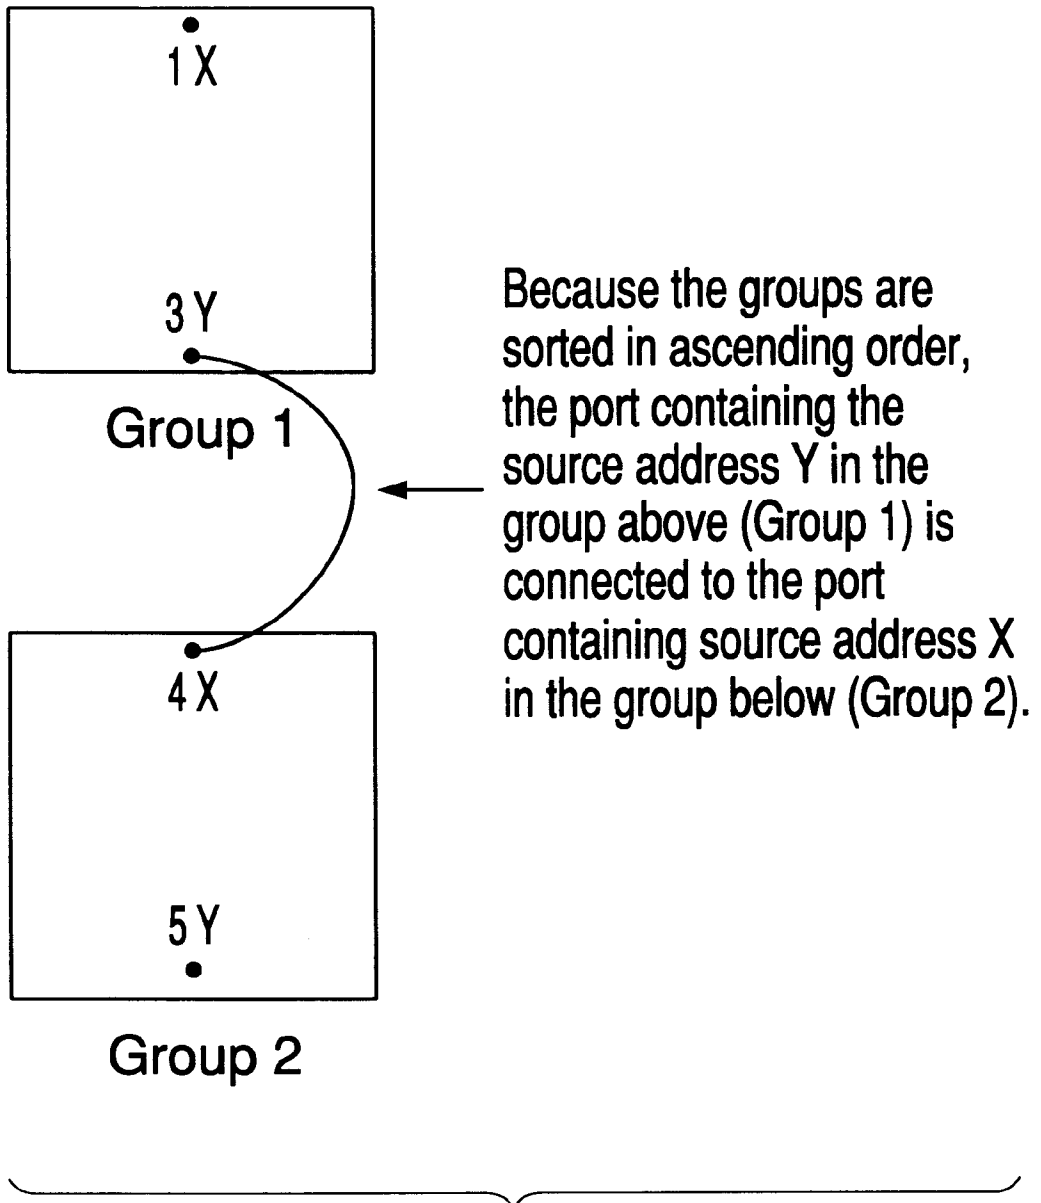 1 X
3 Y
Group 1
Because the groups are
sorted in ascending order,
the port containing the
source address Y in the
group above (Group 1) is
connected to the port
containing source address X
in the group below (Group 2).
4 X
5 Y
Group 2